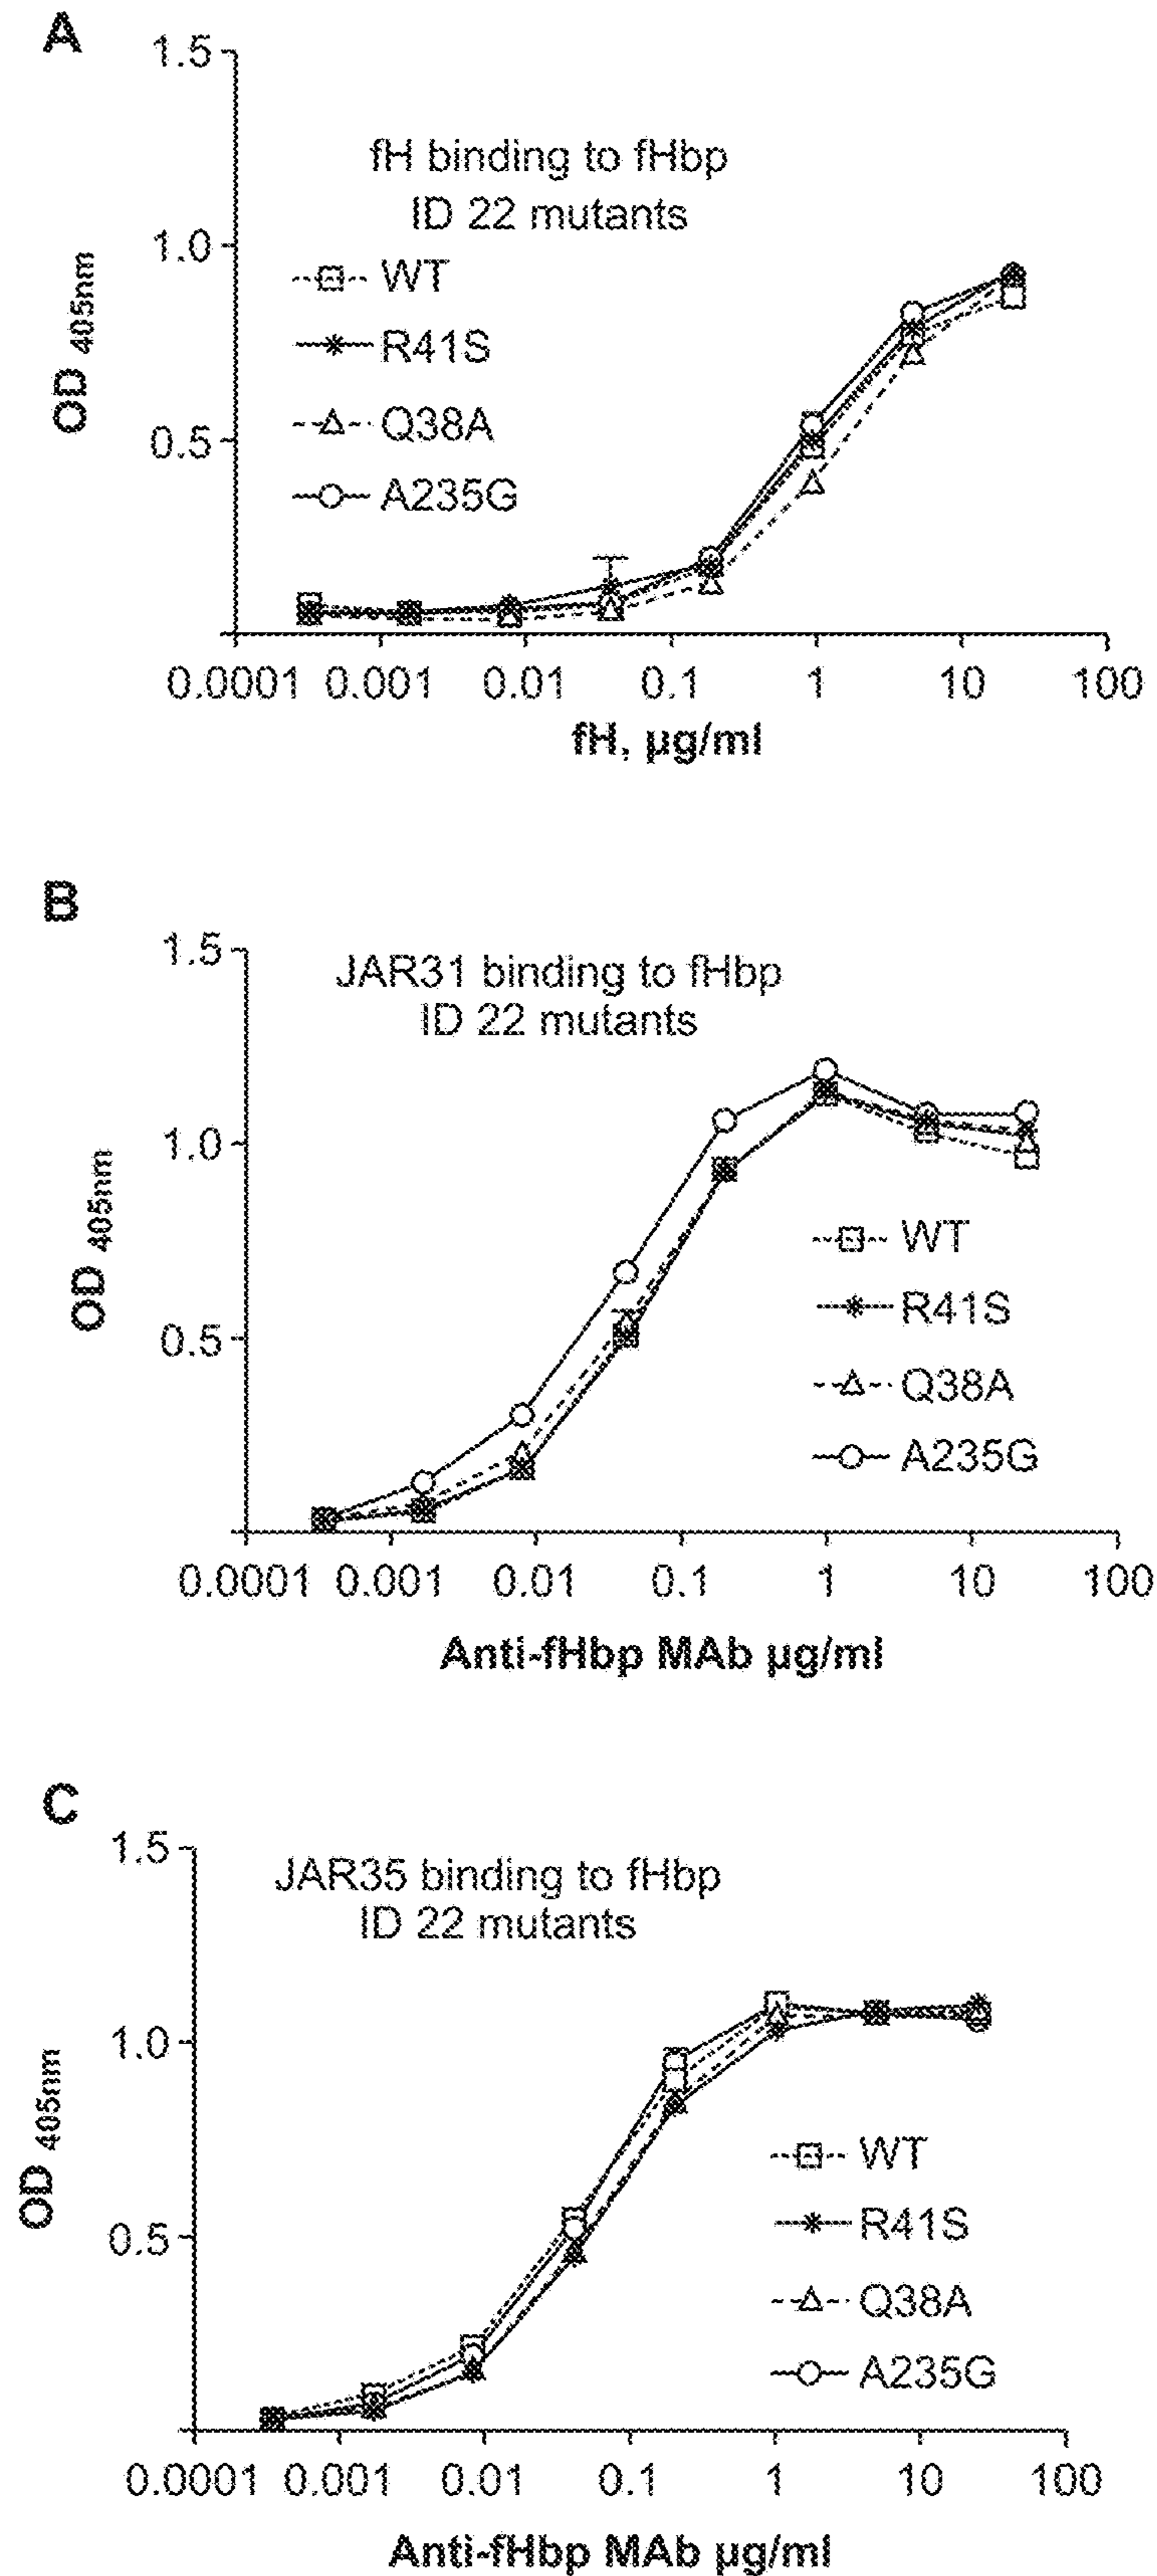 A
1.5
fH binding to fHbp
ID 22 mutants
1.0
WT
R41S
Q38A
0.5
A235G
OD 405nm
0.0001 0.001 0.01 0.1 1 10 100
fH, µg/ml
B
1.5
JAR31 binding to fHbp
ID 22 mutants
1.0
OD 405nm
WT
R41S
0.5
Q38A
A235G
0.0001 0.001 0.01 0.1 1 10 100
Anti-fHbp MAb µg/ml
C
1.5
JAR35 binding to fHbp
ID 22 mutants
1.0
OD 405nm
WT
R41S
0.5
Q38A
A235G
0.0001 0.001 0.01 0.1 1 10 100
Anti-fHbp MAb µg/ml